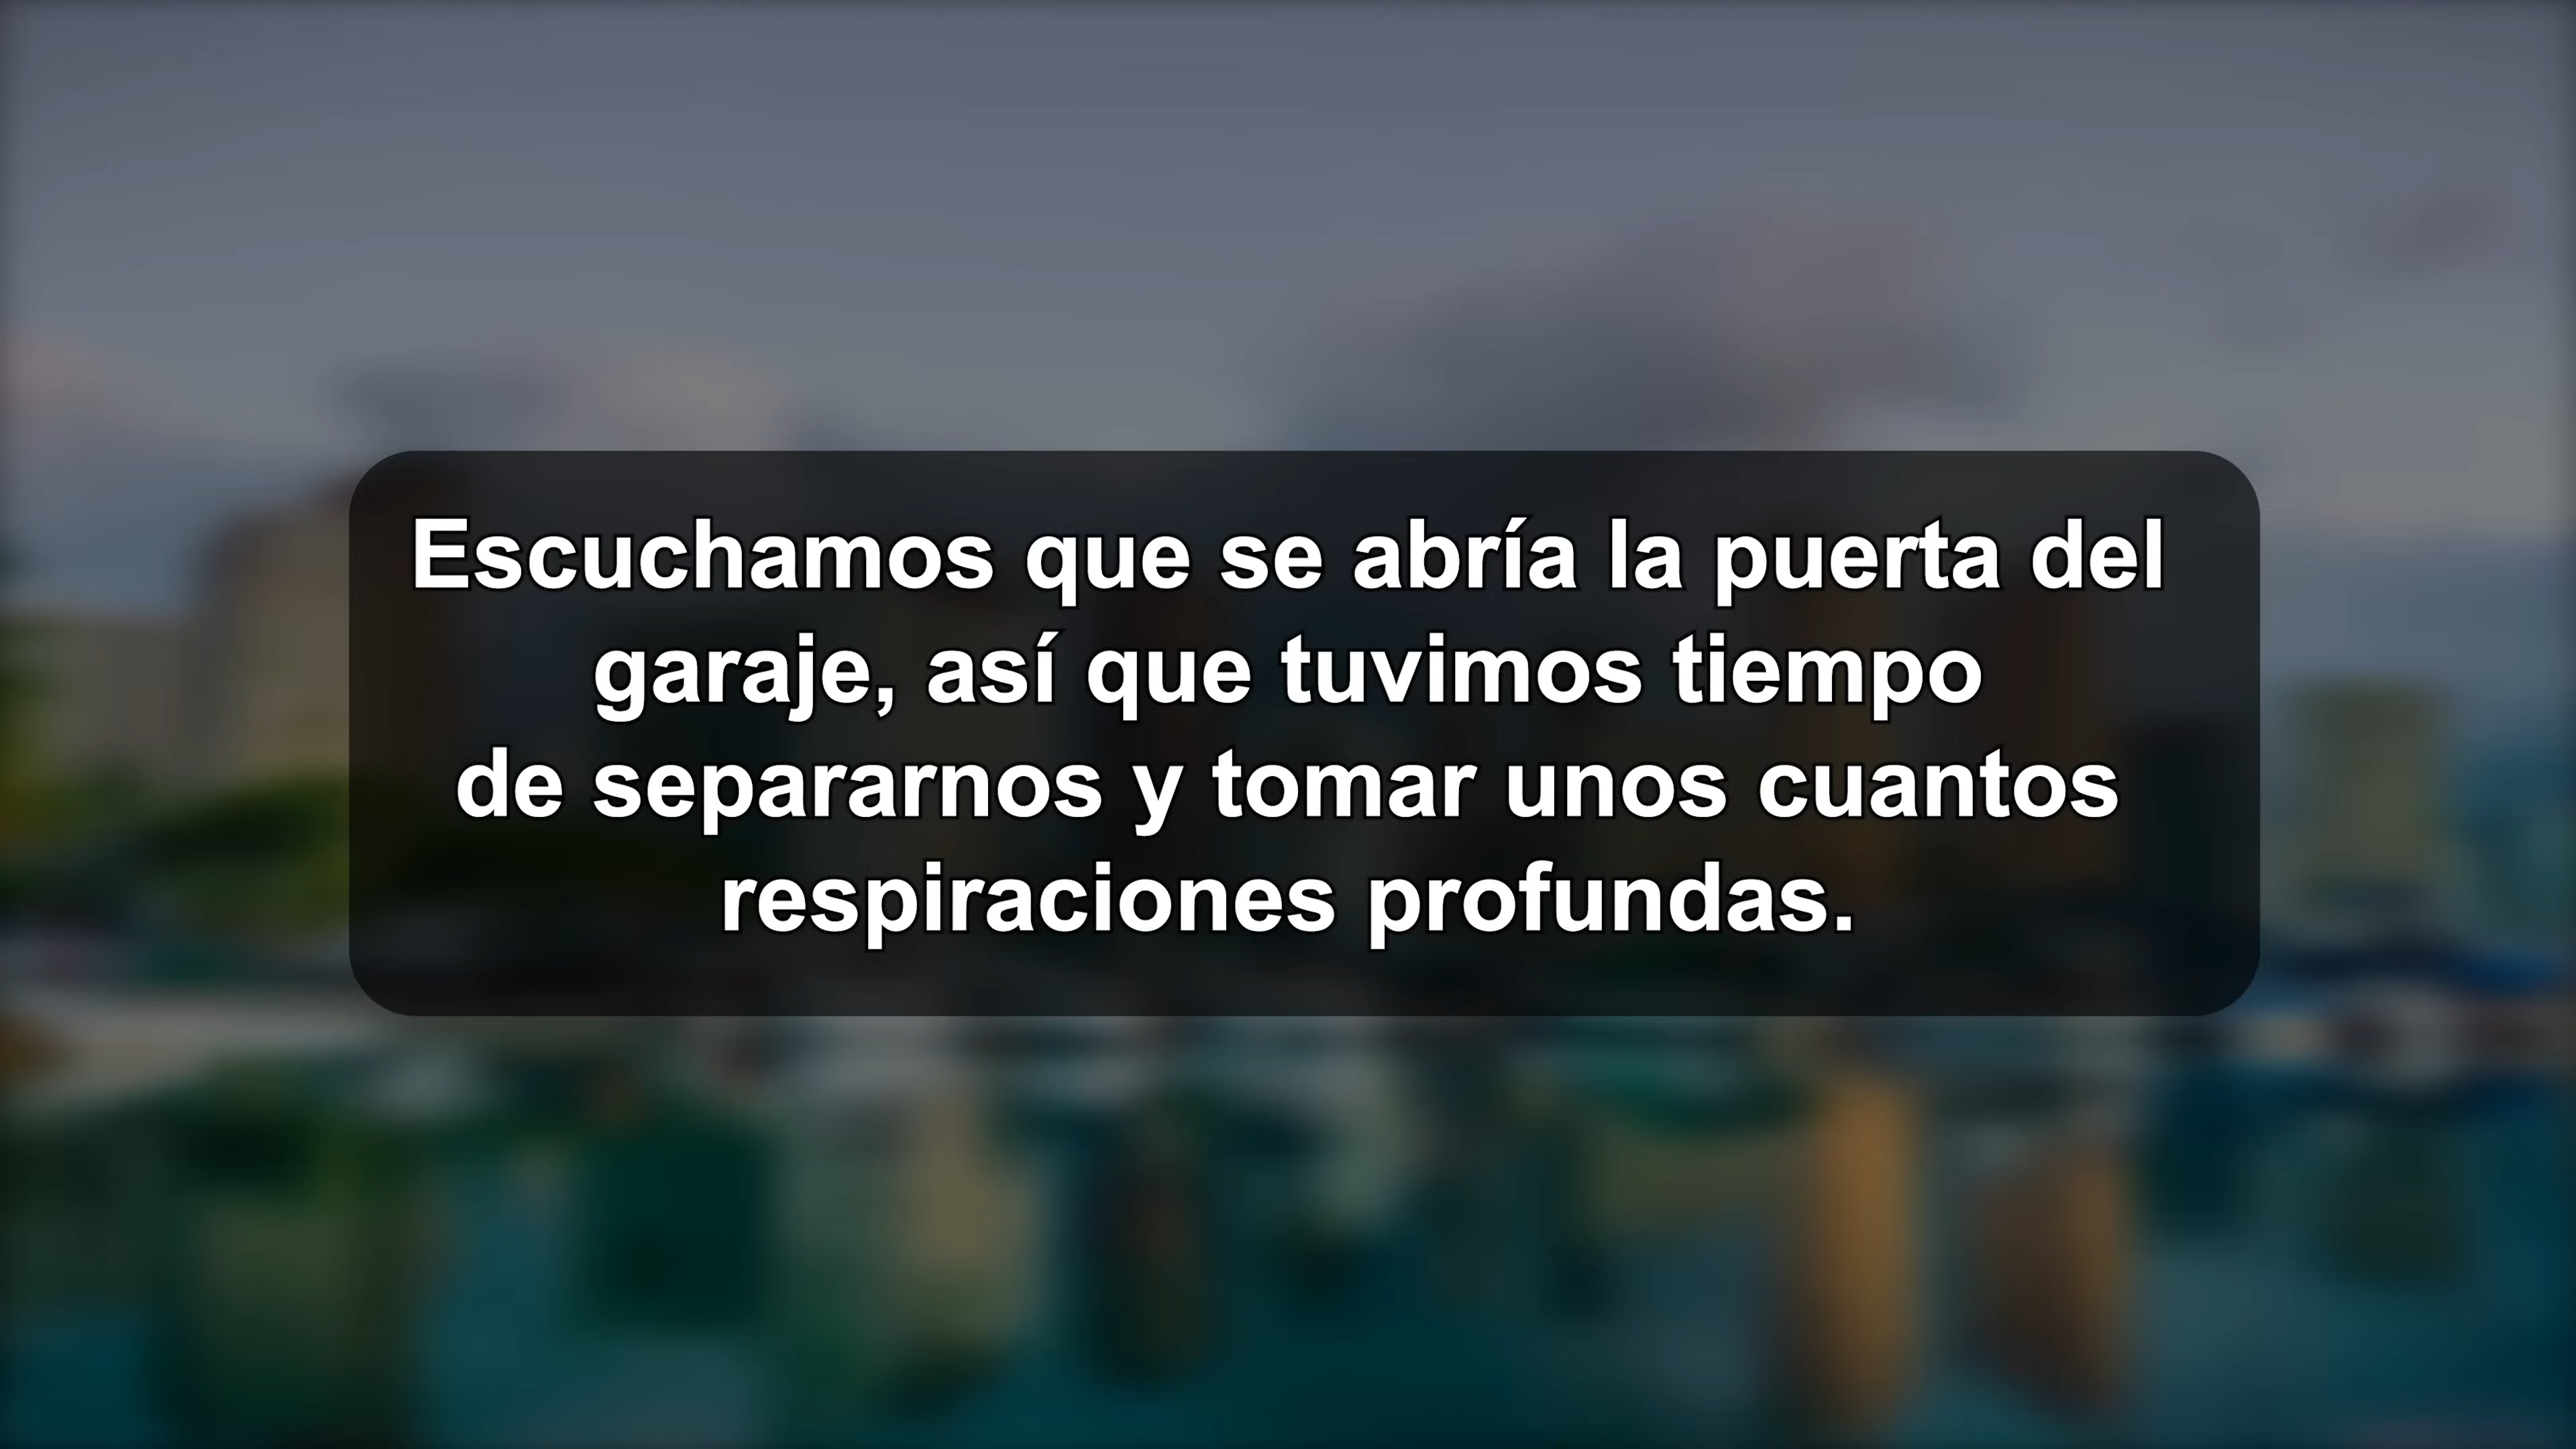 Escuchamos que se abría la puerta del
garaje, así que tuvimos tiempo
de separarnos y tomar unos cuantos
respiraciones profundas.